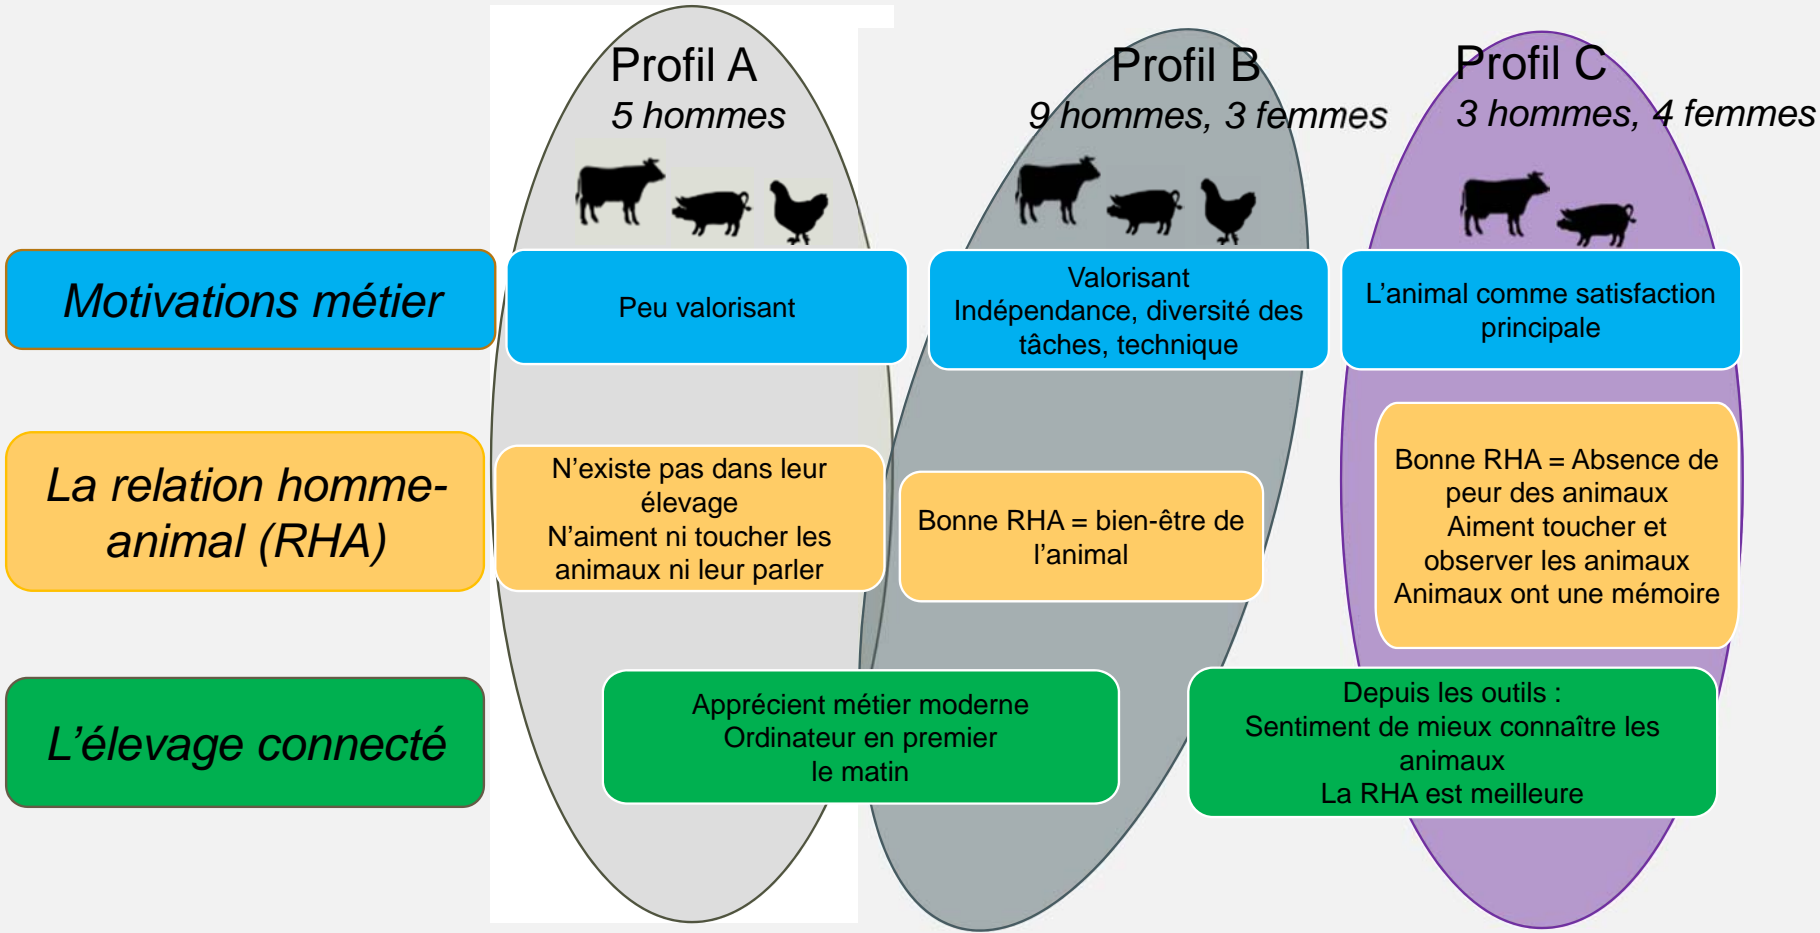 Profil A
5 hommes
Profil B
9 hommes, 3 femmes
Profil C
3 hommes, 4 femmes
Motivations métier
Peu valorisant
Valorisant
Indépendance, diversité des
tâches, technique
L’animal comme satisfaction
principale
La relation homme-
animal (RHA)
N’existe pas dans leur
élevage
N’aiment ni toucher les
animaux ni leur parler
Bonne RHA = bien-être de
l’animal
Bonne RHA = Absence de
peur des animaux
Aiment toucher et
observer les animaux
Animaux ont une mémoire
L’élevage connecté
Apprécient métier moderne
Ordinateur en premier
le matin
Depuis les outils :
Sentiment de mieux connaître les
animaux
La RHA est meilleure